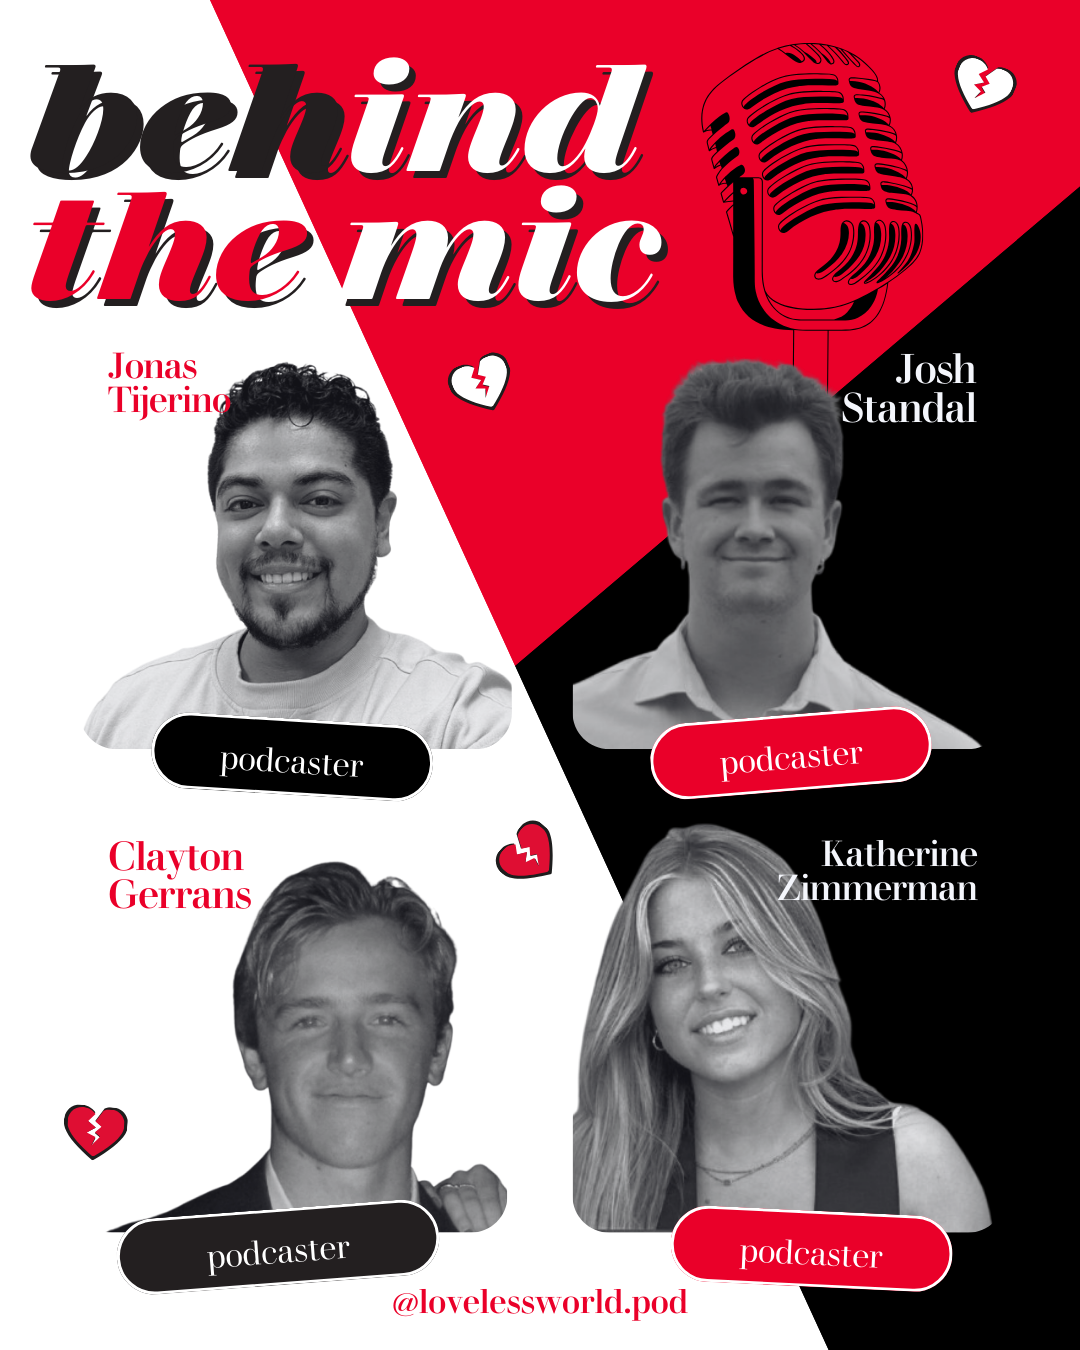 behind
the mic
Jonas
Tijerino
Josh
Standal
podcaster
podcaster
Clayton
Gerrans
Katherine
Zimmerman
podcaster
podcaster
@lovelessworld.pod